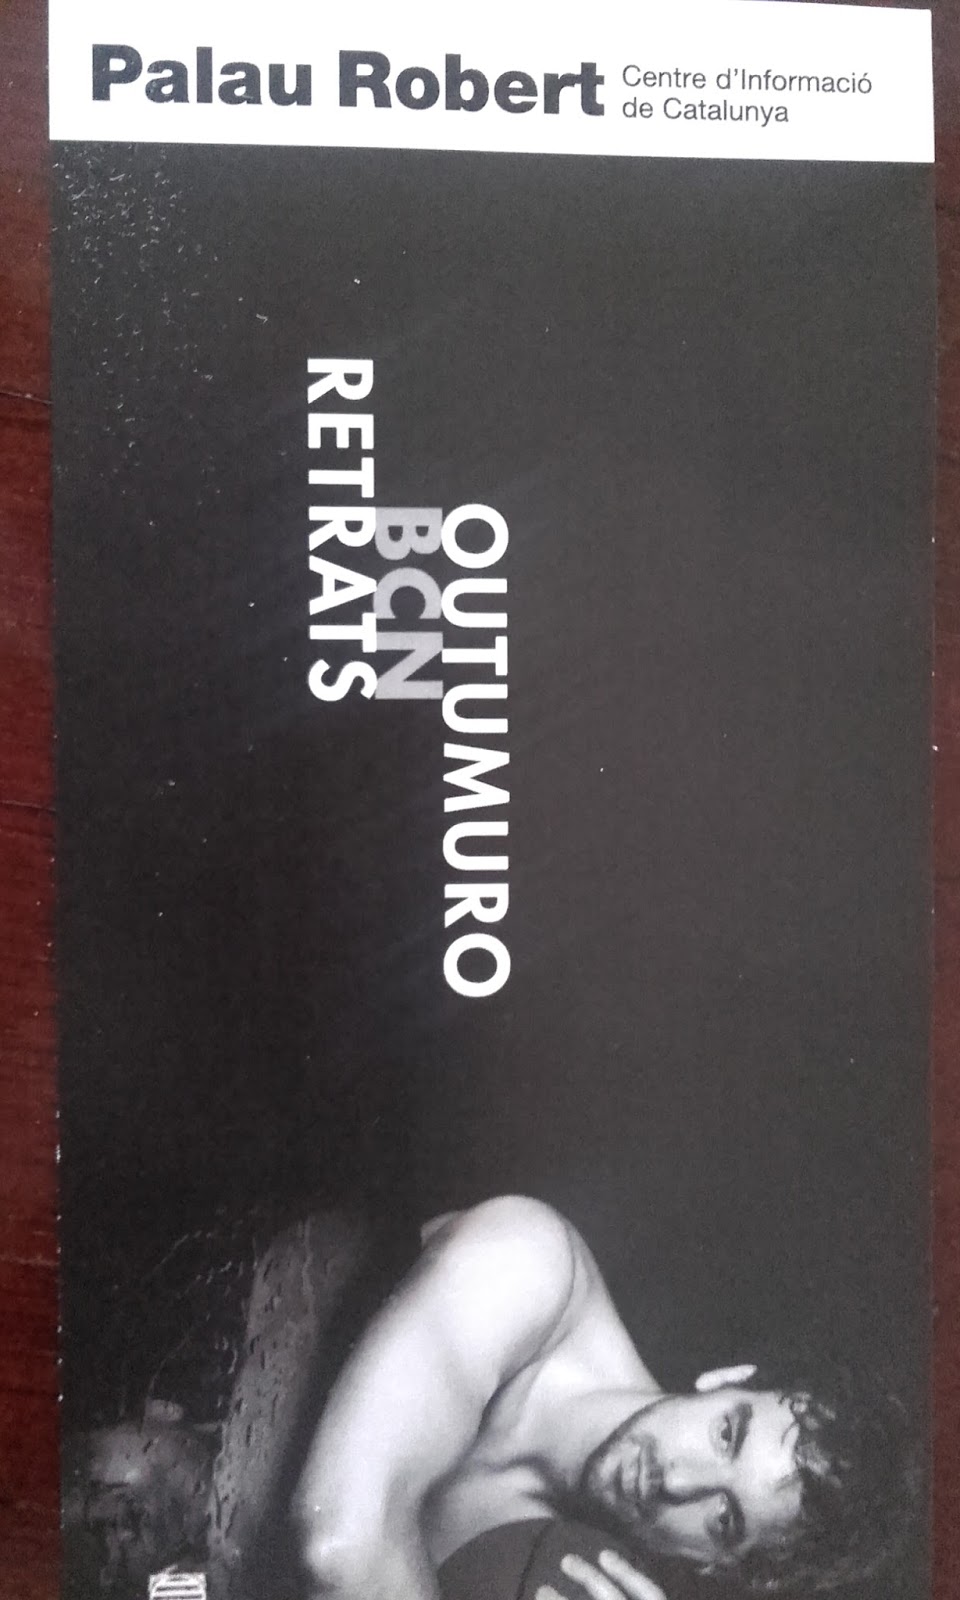 Palau Robert
Centre d'Informació
de Catalunya
OUTUMURO
BCN
RETRATS